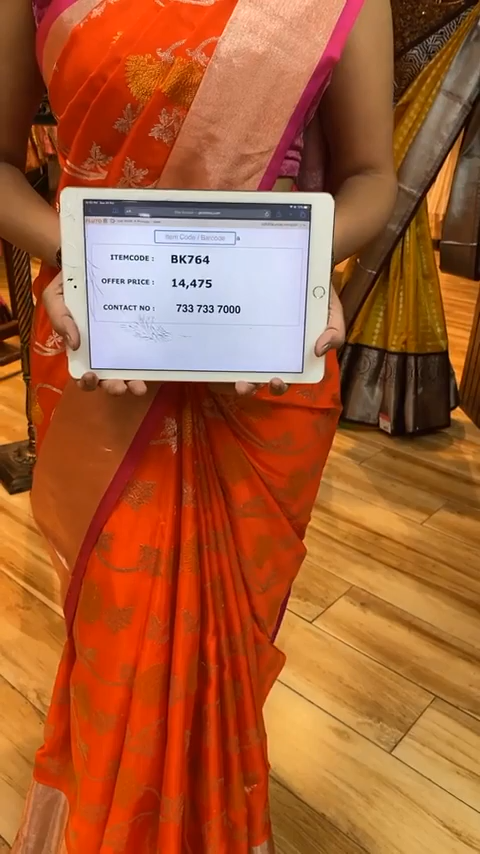 Item Code / Barcode
ITEMCODE : BK764
OFFER PRICE : 14,475
CONTACT NO : 733 733 7000